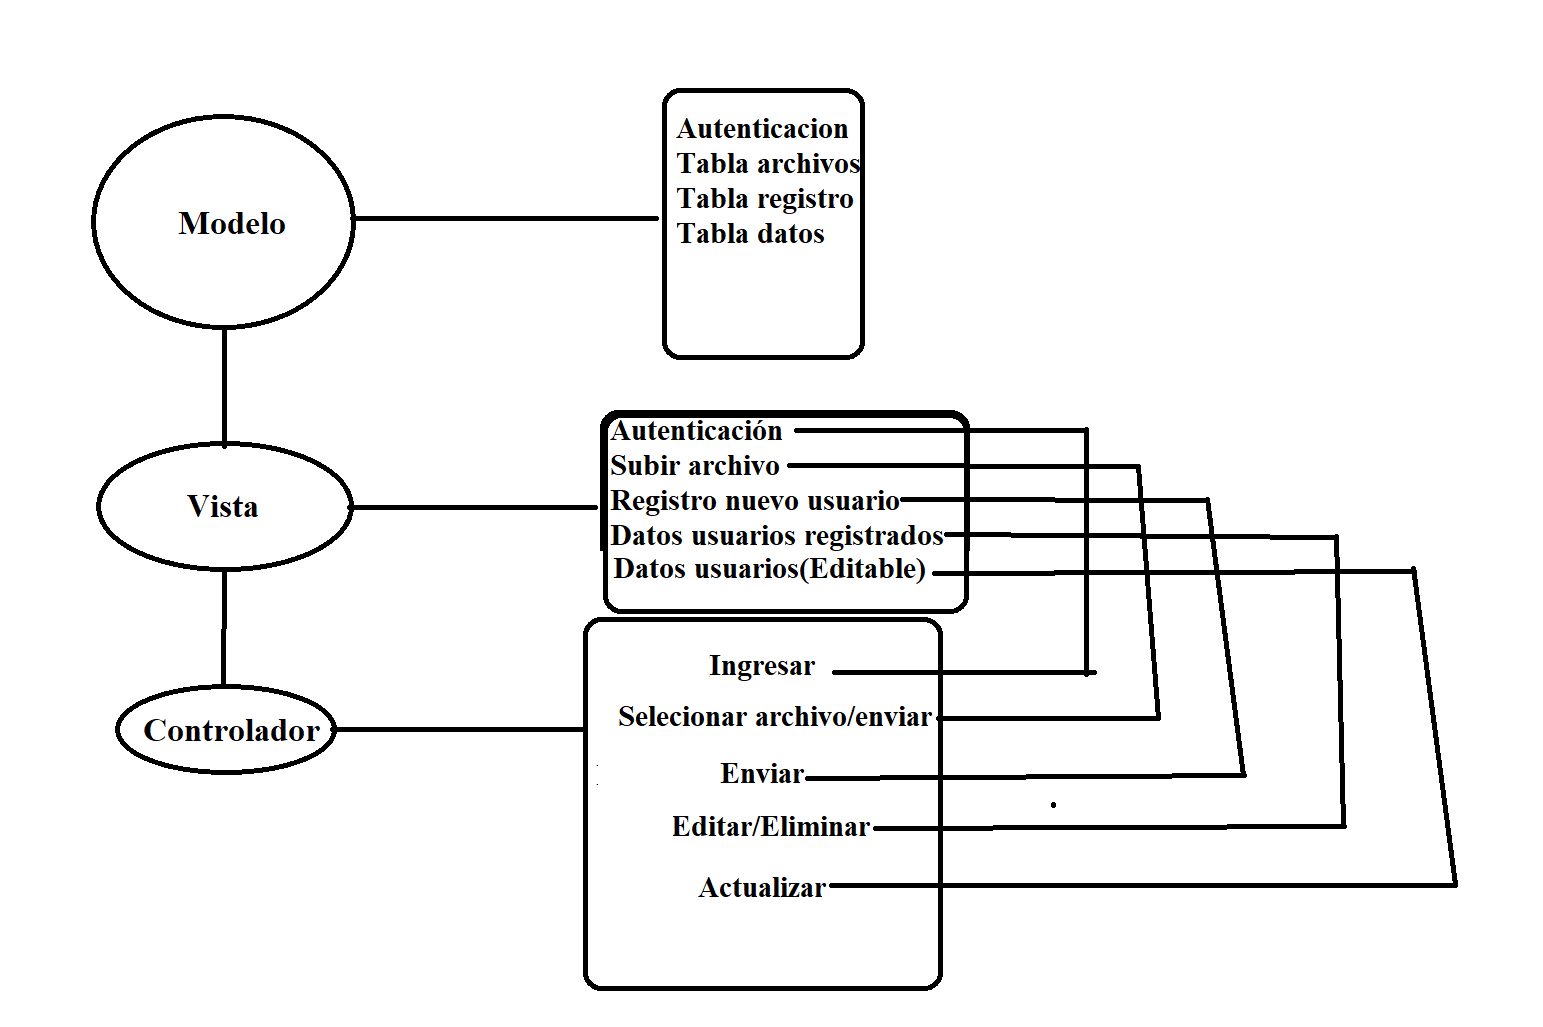 Modelo
Autenticacion
Tabla archivos
Tabla registro
Tabla datos
Vista
Autenticación
Subir archivo
Registro nuevo usuario
Datos usuarios registrados
Datos usuarios(Editable)
Controlador
Ingresar
Selecionar archivo/enviar
Enviar
Editar/Eliminar
Actualizar